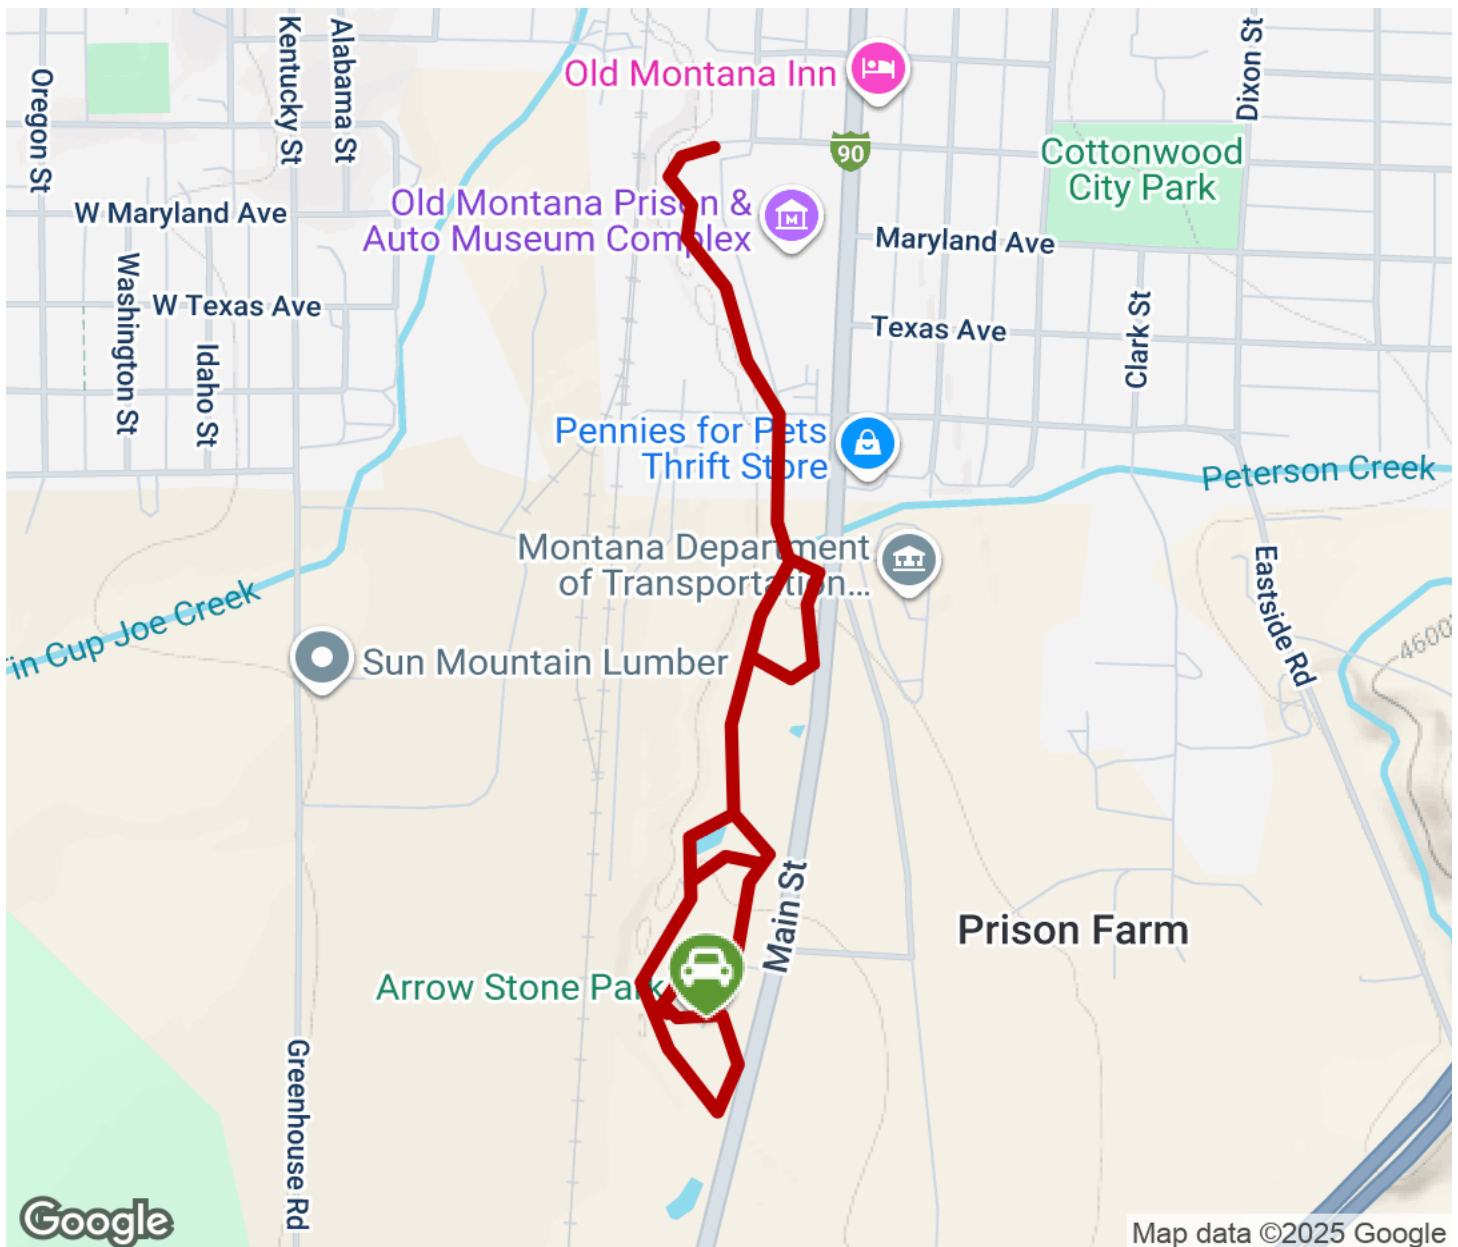 Oregon St
Kentucky St
Alabama St
Old Montana Inn
Dixon St
90
Cottonwood
City Park
W Maryland Ave
Old Montana Prison &
Auto Museum Complex
Maryland Ave
Washington St
W Texas Ave
Idaho St
Texas Ave
Clark St
Pennies for Pets
Thrift Store
Peterson Creek
Montana Department
of Transportation...
Eastside Rd
in Cup Joe Creek
4600
Sun Mountain Lumber
Main St
Prison Farm
Arrow Stone Park
Greenhouse Rd
Google
Map data ©2025 Google